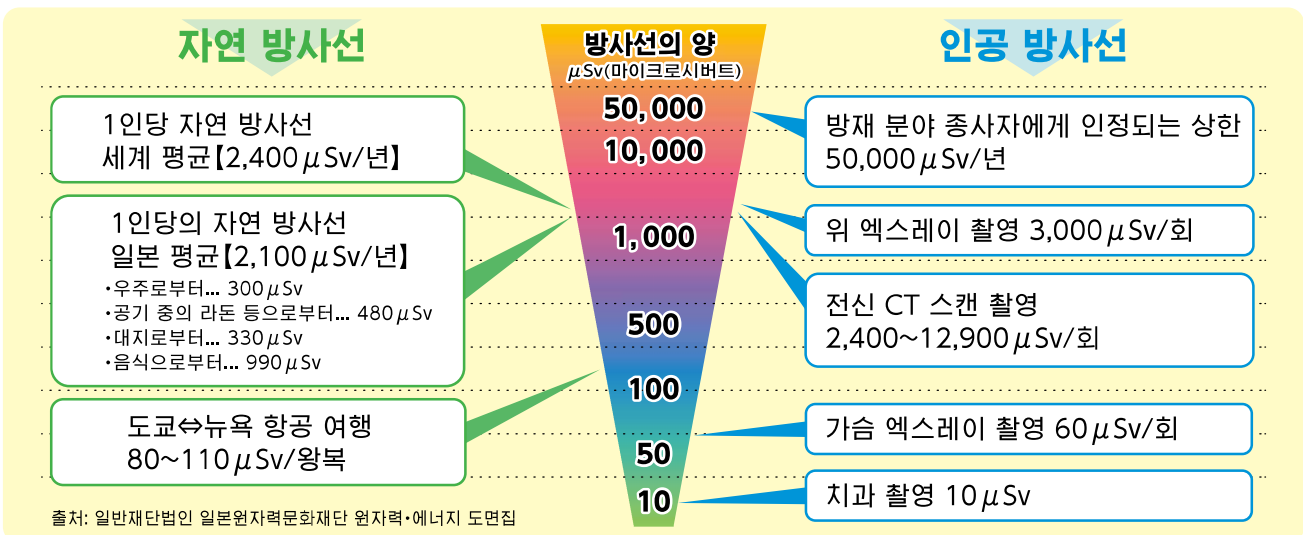 자연 방사선
1인당 자연 방사선
세계 평균【2,400μSv/년】
1인당의 자연 방사선
일본 평균【2,100μSv/년】
･우주로부터... 300μSv
･공기 중의 라돈 등으로부터... 480μSv
･대지로부터... 330μSv
･음식으로부터... 990μSv
도쿄⇔뉴욕 항공 여행
80~110μSv/왕복
출처: 일반재단법인 일본원자력문화재단 원자력･에너지 도면집
방사선의 양
μSv(마이크로시버트)
50,000
10,000
1,000
500
100
50
10
인공 방사선
방재 분야 종사자에게 인정되는 상한
50,000μSv/년
위 엑스레이 촬영 3,000μSv/회
전신 CT 스캔 촬영
2,400~12,900μSv/회
가슴 엑스레이 촬영 60μSv/회
치과 촬영 10μSv